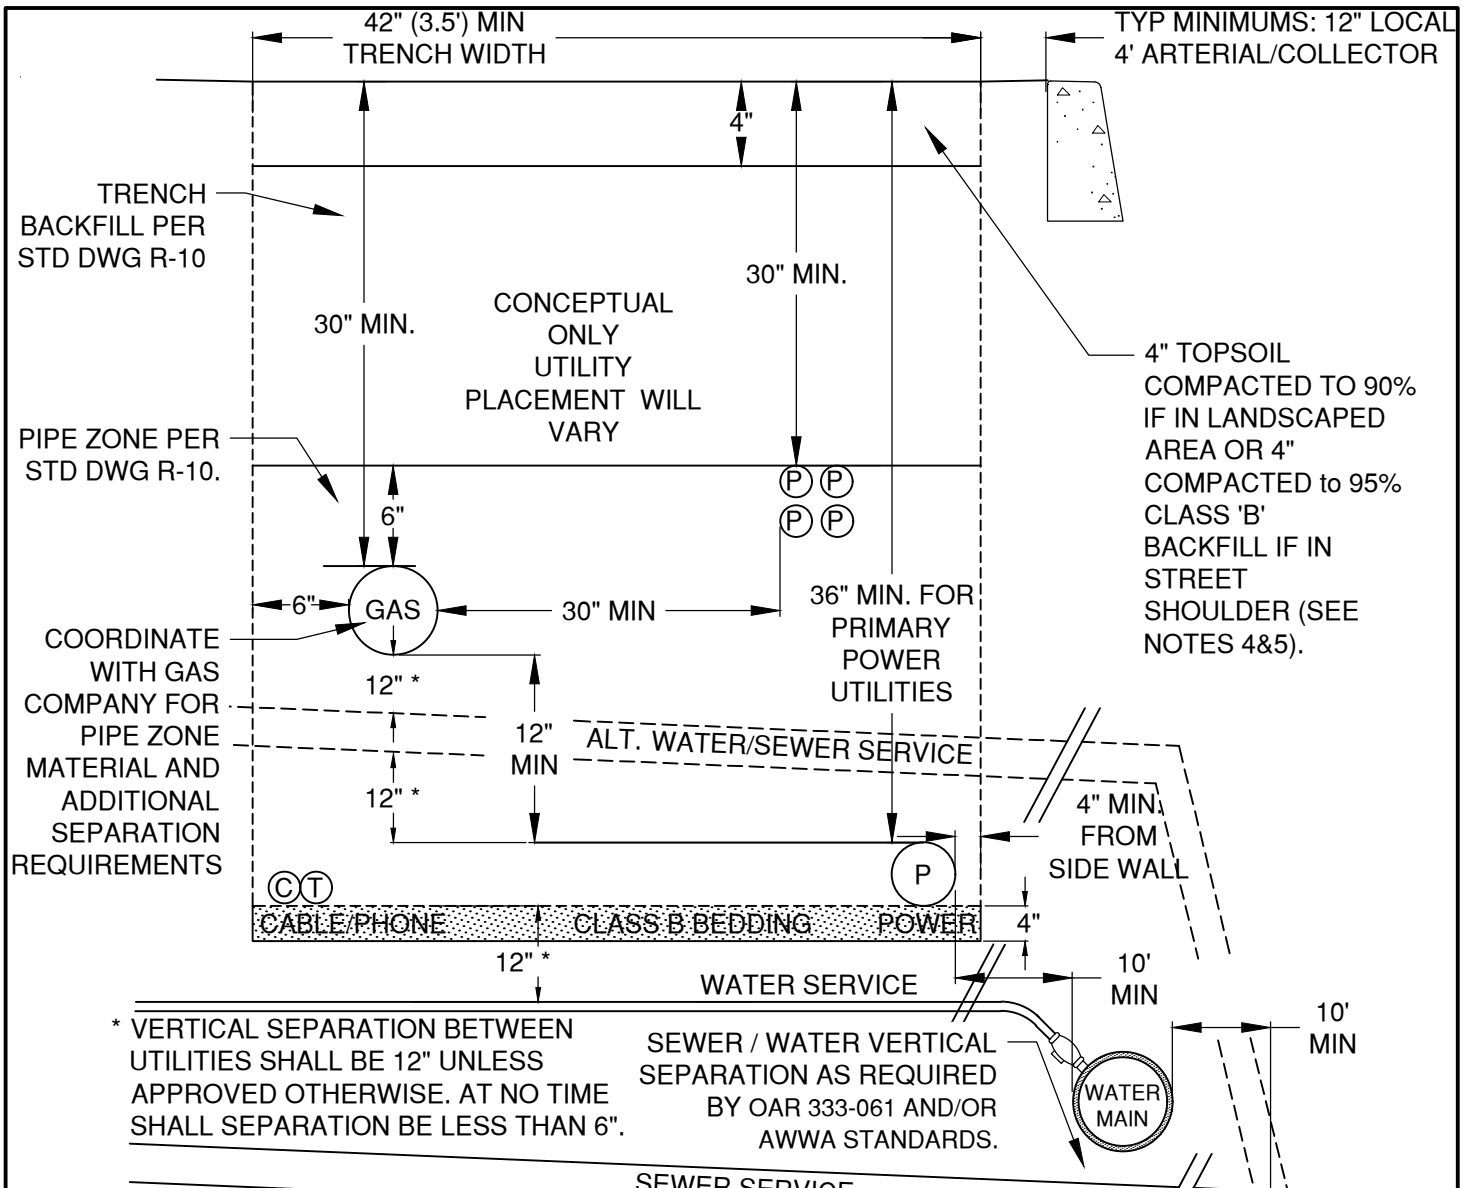 42" (3.5') MIN
TRENCH WIDTH
TYP MINIMUMS: 12" LOCAL
4' ARTERIAL/COLLECTOR
4"
TRENCH
BACKFILL PER
STD DWG R-10
30" MIN.
30" MIN.
CONCEPTUAL
ONLY
UTILITY
PLACEMENT WILL
VARY
4" TOPSOIL
COMPACTED TO 90%
IF IN LANDSCAPED
AREA OR 4"
COMPACTED to 95%
CLASS 'B'
BACKFILL IF IN
STREET
SHOULDER (SEE
NOTES 4&5).
PIPE ZONE PER
STD DWG R-10.
P P
P P
6"
6"
GAS
30" MIN
36" MIN. FOR
PRIMARY
POWER
UTILITIES
COORDINATE
WITH GAS
COMPANY FOR
PIPE ZONE
MATERIAL AND
ADDITIONAL
SEPARATION
REQUIREMENTS
12" *
12"
MIN
ALT. WATER/SEWER SERVICE
12" *
4" MIN.
FROM
SIDE WALL
C T
P
CABLE/PHONE CLASS B BEDDING POWER
4"
12" *
WATER SERVICE
10'
MIN
10'
MIN
* VERTICAL SEPARATION BETWEEN
UTILITIES SHALL BE 12" UNLESS
APPROVED OTHERWISE. AT NO TIME
SHALL SEPARATION BE LESS THAN 6".
SEWER / WATER VERTICAL
SEPARATION AS REQUIRED
BY OAR 333-061 AND/OR
AWWA STANDARDS.
WATER
MAIN
SEWER SERVICE